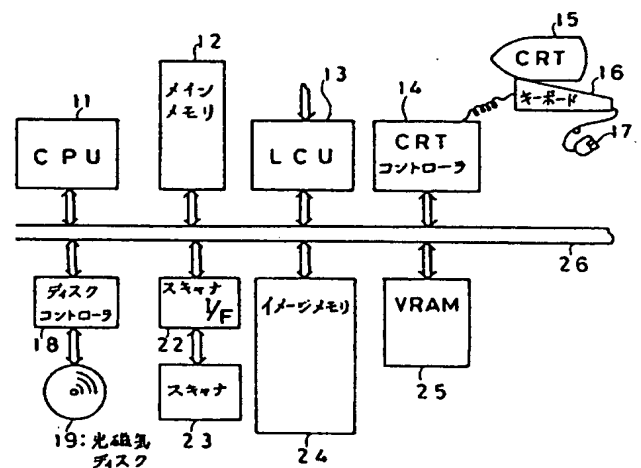 15
CRT
16
キーボード
17
12
メイン
メモリ
13
14
11
CPU
LCU
CRT
コントローラ
26
ディスク
コントローラ
18
スキャナ
I/F
22
イメージメモリ
VRAM
25
スキャナ
23
24
19:光磁気
ディスク